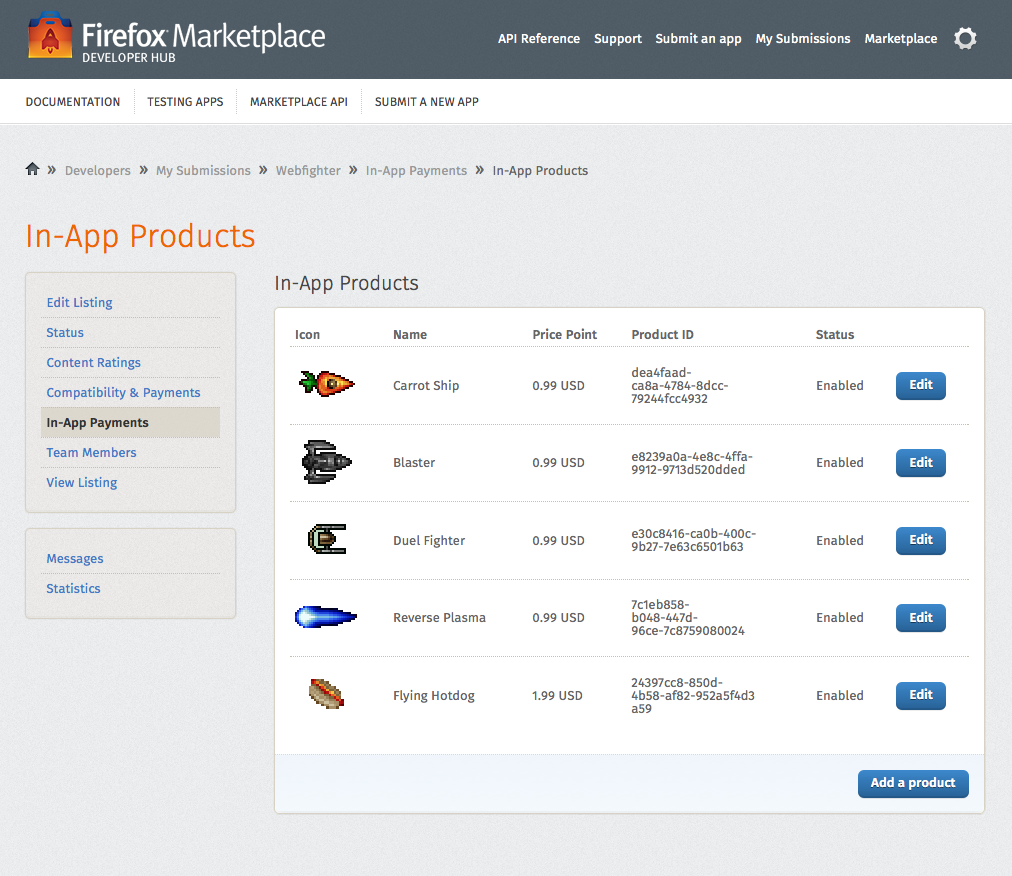 Firefox Marketplace
DEVELOPER HUB
API Reference Support Submit an app My Submissions Marketplace
DOCUMENTATION TESTING APPS MARKETPLACE API SUBMIT A NEW APP
» Developers » My Submissions » Webfighter » In-App Payments » In-App Products
In-App Products
Edit Listing
Status
Content Ratings
Compatibility & Payments
In-App Payments
Team Members
View Listing
Messages
Statistics
In-App Products
Icon Name Price Point Product ID Status
Carrot Ship 0.99 USD dea4faad-
ca8a-4784-8dcc-
79244fcc4932 Enabled Edit
Blaster 0.99 USD e8239a0a-4e8c-4ffa-
9912-9713d520dded Enabled Edit
Duel Fighter 0.99 USD e30c8416-ca0b-400c-
9b27-7e63c6501b63 Enabled Edit
Reverse Plasma 0.99 USD 7c1eb858-
b048-447d-
96ce-7c8759080024 Enabled Edit
Flying Hotdog 1.99 USD 24397cc8-850d-
4b58-af82-952a5f4d3
a59 Enabled Edit
Add a product